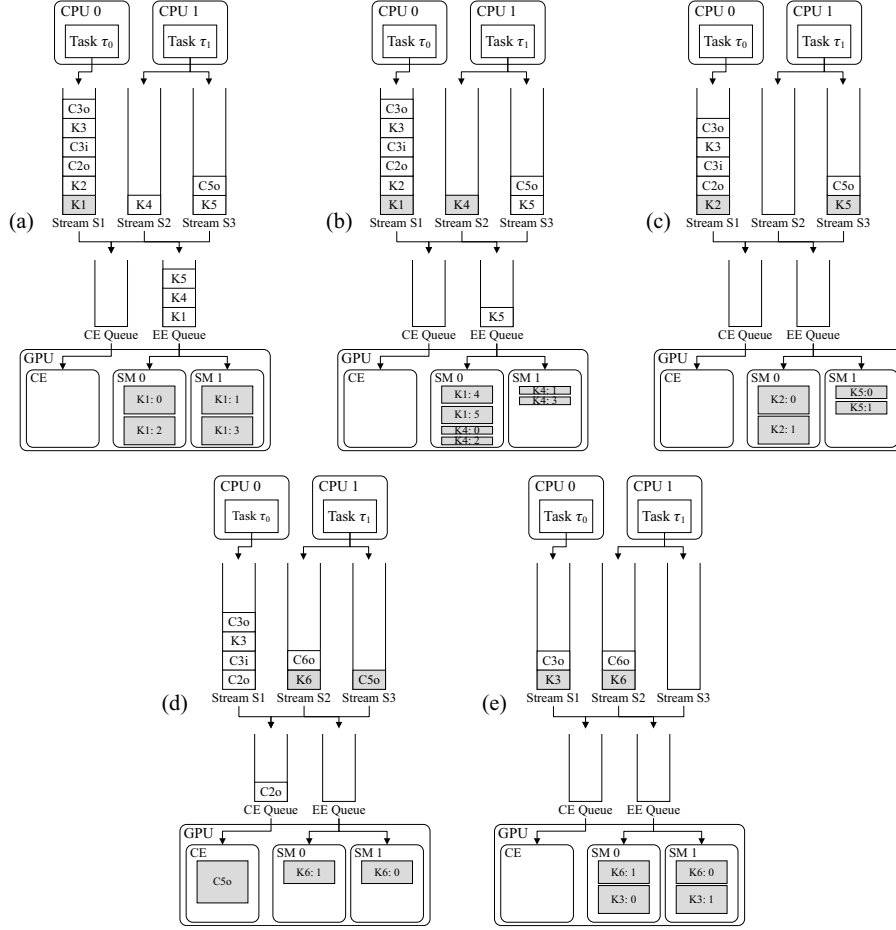 CPU 0 CPU 1
Task τ0 Task τ1
C3o
K3
C3i
C2o
K2 C5o
K1 K4 K5
Stream S1 Stream S2 Stream S3
(a)
K5
K4
K1
CE Queue EE Queue
GPU
CE SM 0 SM 1
K1: 0 K1: 1
K1: 2 K1: 3
CPU 0 CPU 1
Task τ0 Task τ1
C3o
K3
C3i
C2o
K2 C5o
K1 K4 K5
Stream S1 Stream S2 Stream S3
(b)
K5
CE Queue EE Queue
GPU
CE SM 0 SM 1
K1: 4 K4: 1
K4: 3
K1: 5
K4: 0
K4: 2
CPU 0 CPU 1
Task τ0 Task τ1
C3o
K3
C3i
C2o C5o
K2 K5
Stream S1 Stream S2 Stream S3
(c)
CE Queue EE Queue
GPU
CE SM 0 SM 1
K2: 0 K5:0
K5:1
K2: 1
CPU 0 CPU 1
Task τ0 Task τ1
C3o
K3
C3i C6o
C2o K6 C5o
Stream S1 Stream S2 Stream S3
(d)
C2o
CE Queue EE Queue
GPU
CE SM 0 SM 1
C5o K6: 1 K6: 0
CPU 0 CPU 1
Task τ0 Task τ1
C3o C6o
K3 K6
Stream S1 Stream S2 Stream S3
(e)
CE Queue EE Queue
GPU
CE SM 0 SM 1
K6: 1 K6: 0
K3: 0 K3: 1